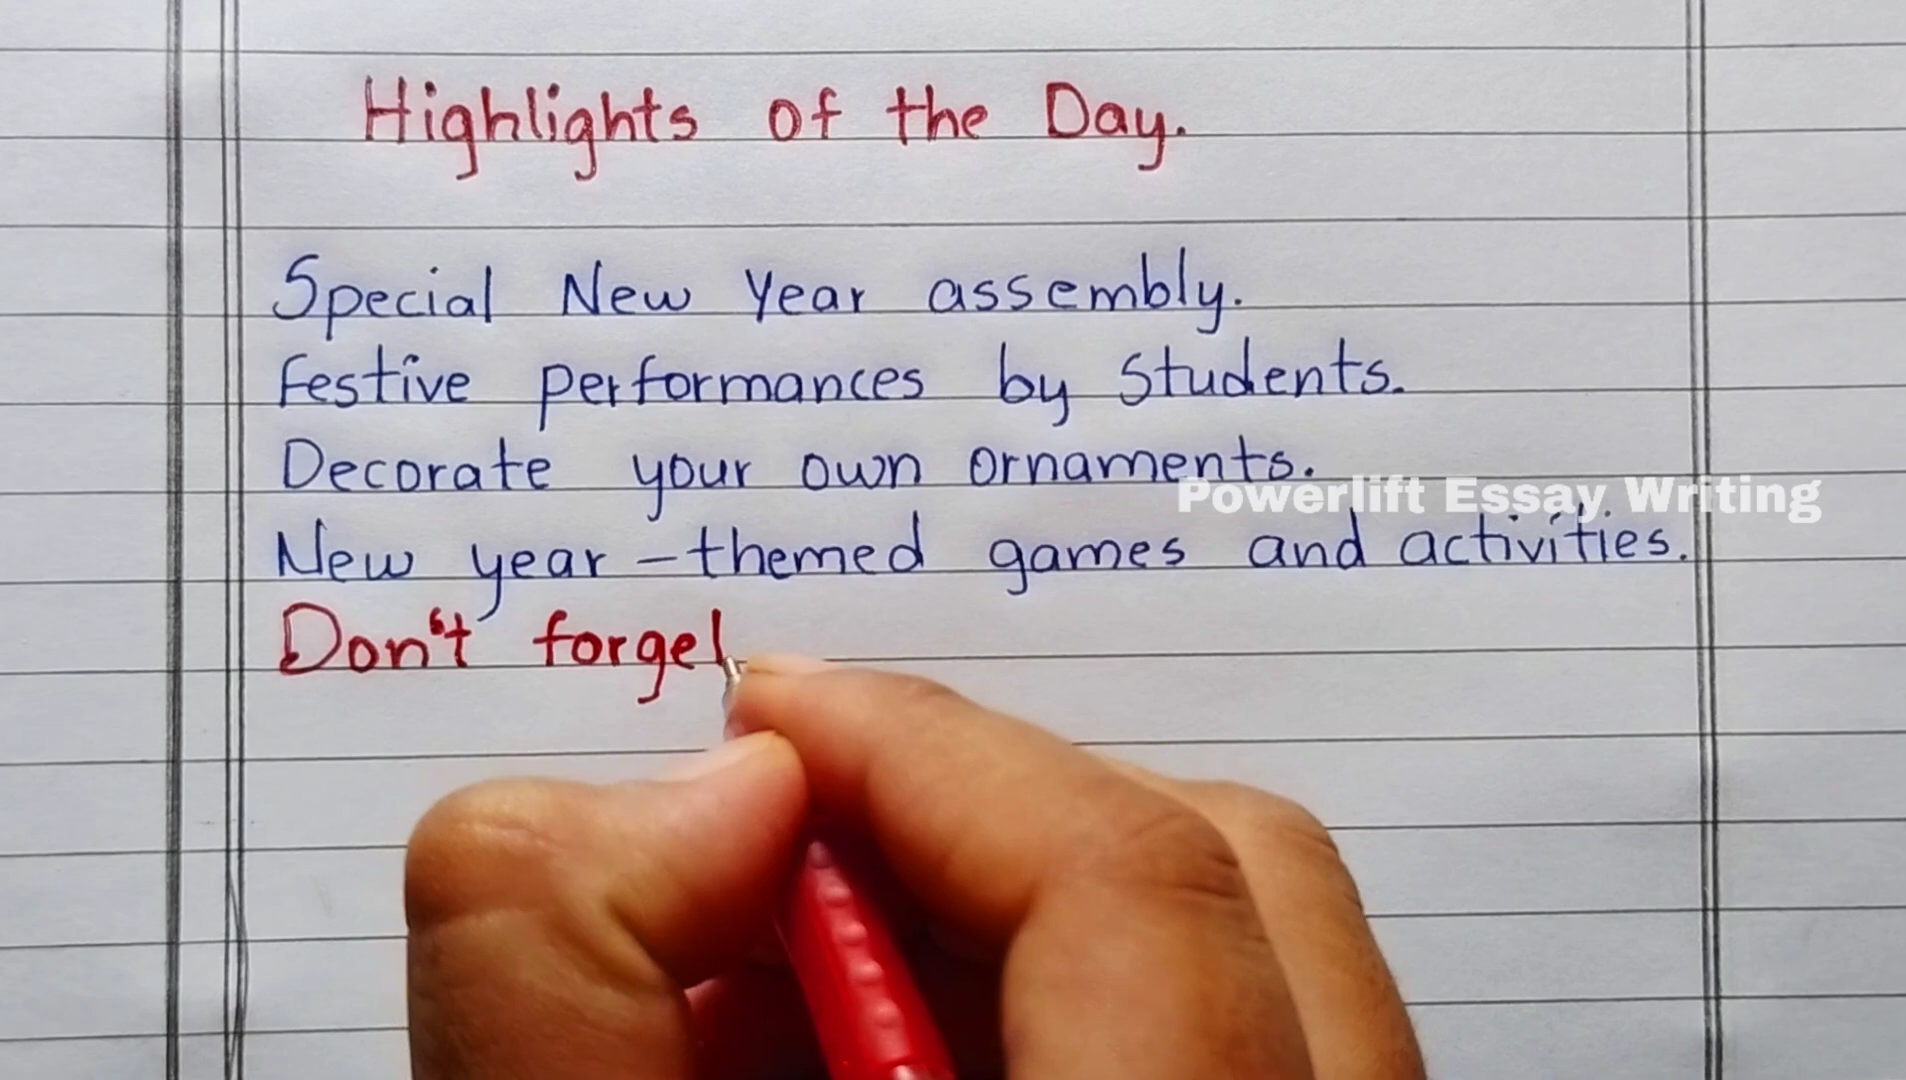 Highlights of the Day.
Special New Year assembly.
Festive performances by Students.
Decorate your own ornaments.
Powerlift Essay Writing
New year-themed games and activities.
Don't forgel